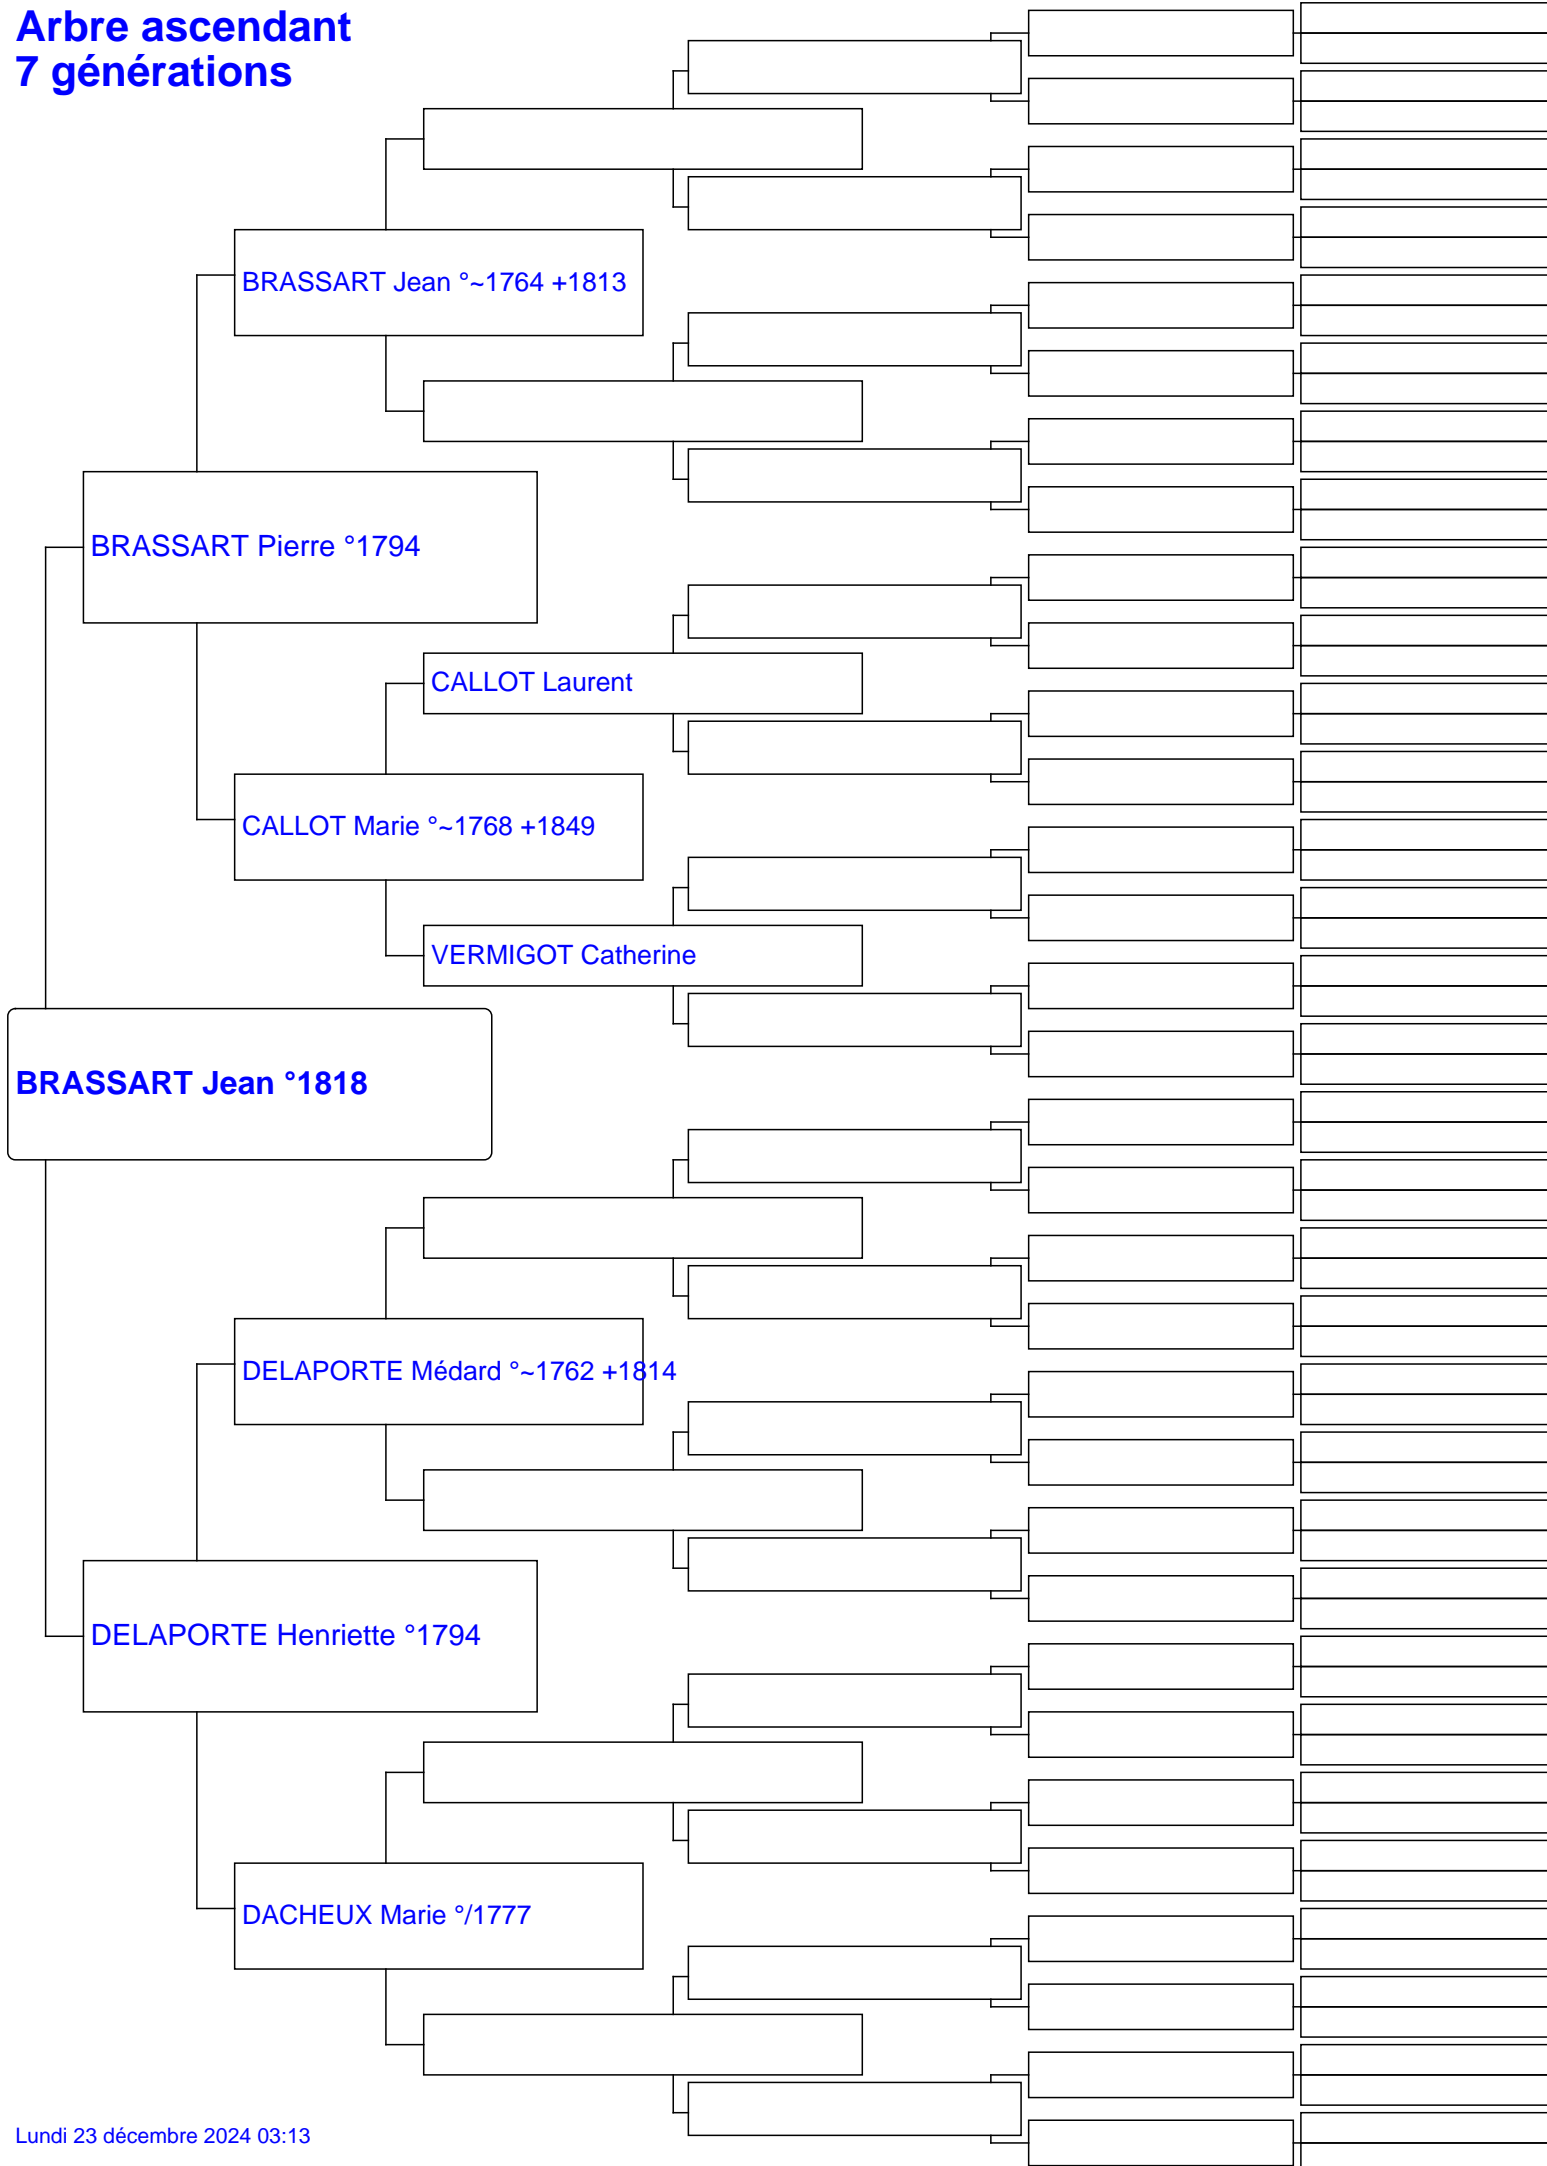 Arbre ascendant
7 générations
BRASSART Jean °~1764 +1813
BRASSART Pierre °1794
CALLOT Laurent
CALLOT Marie °~1768 +1849
VERMIGOT Catherine
BRASSART Jean °1818
DELAPORTE Médard °~1762 +1814
DELAPORTE Henriette °1794
DACHEUX Marie °/1777
Lundi 23 décembre 2024 03:13